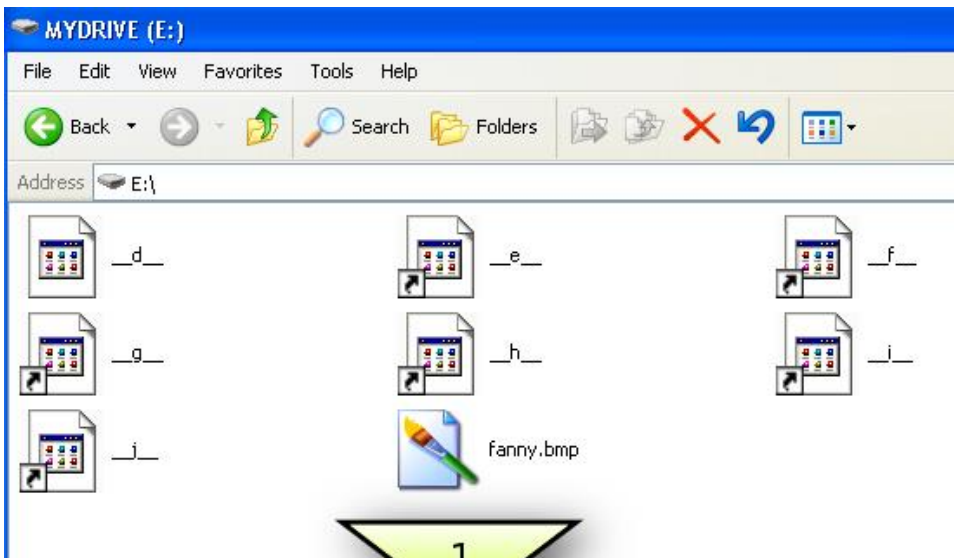 MYDRIVE (E:)
File Edit View Favorites Tools Help
Back Search Folders
Address E:\
__d__ __e__ __f__
__g__ __h__ __i__
__j__ fanny.bmp
1